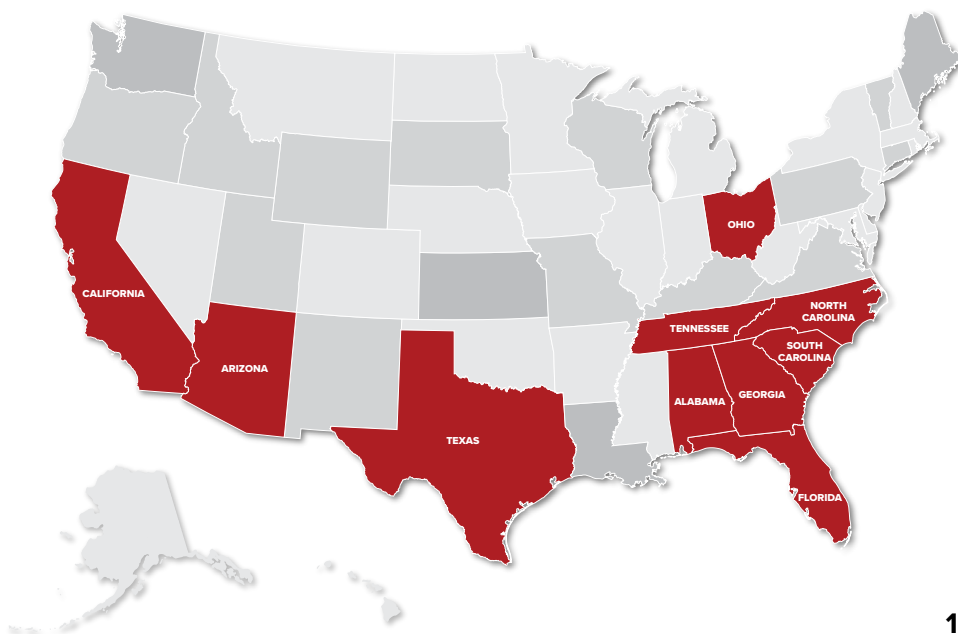 OHIO
CALIFORNIA
NORTH
CAROLINA
TENNESSEE
SOUTH
CAROLINA
ARIZONA
GEORGIA
ALABAMA
TEXAS
FLORIDA
1